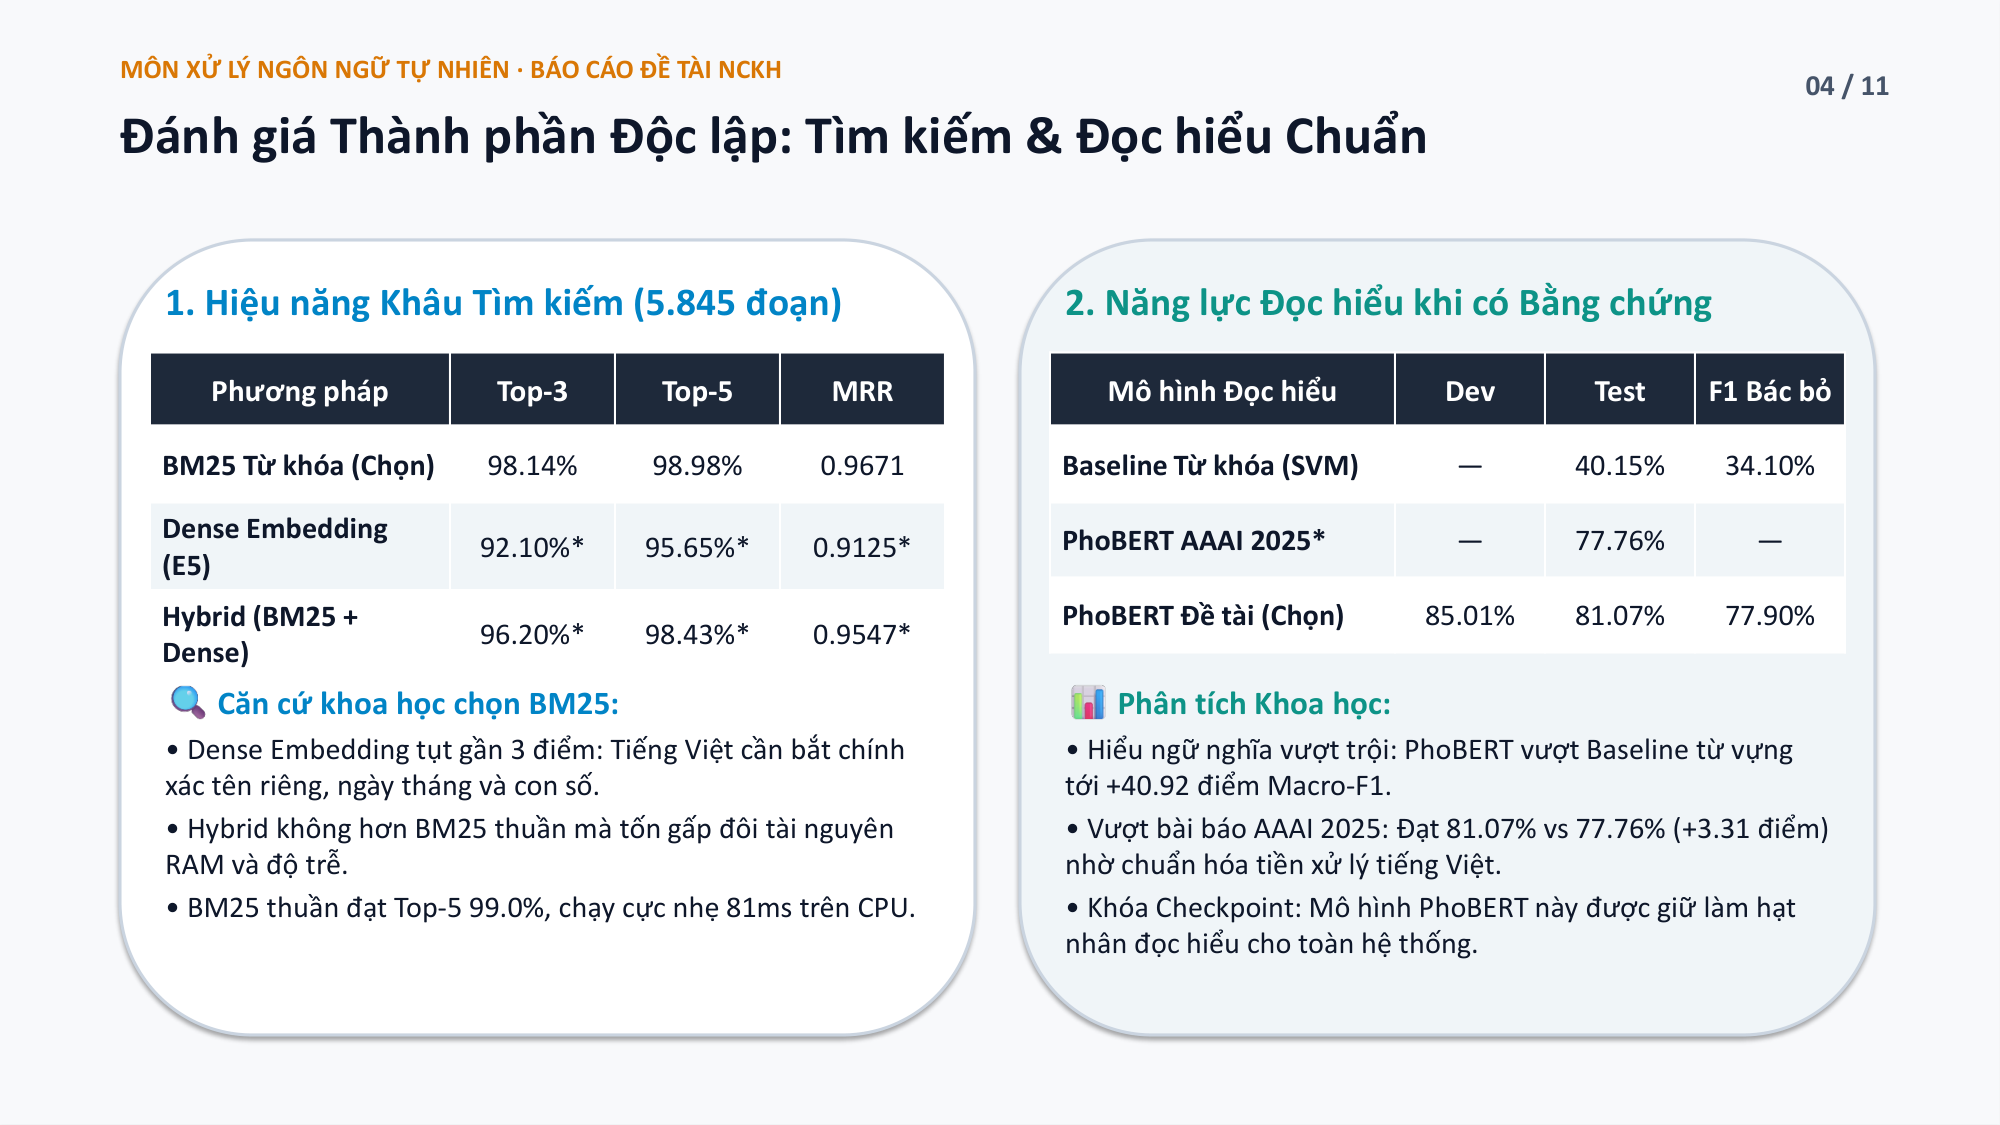 MÔN XỬ LÝ NGÔN NGỮ TỰ NHIÊN · BÁO CÁO ĐỀ TÀI NCKH
04 / 11
Đánh giá Thành phần Độc lập: Tìm kiếm & Đọc hiểu Chuẩn
1. Hiệu năng Khâu Tìm kiếm (5.845 đoạn)
Phương pháp Top-3 Top-5 MRR
BM25 Từ khóa (Chọn) 98.14% 98.98% 0.9671
Dense Embedding
(E5) 92.10%* 95.65%* 0.9125*
Hybrid (BM25 +
Dense) 96.20%* 98.43%* 0.9547*
Căn cứ khoa học chọn BM25:
• Dense Embedding tụt gần 3 điểm: Tiếng Việt cần bắt chính
xác tên riêng, ngày tháng và con số.
• Hybrid không hơn BM25 thuần mà tốn gấp đôi tài nguyên
RAM và độ trễ.
• BM25 thuần đạt Top-5 99.0%, chạy cực nhẹ 81ms trên CPU.
2. Năng lực Đọc hiểu khi có Bằng chứng
Mô hình Đọc hiểu Dev Test F1 Bác bỏ
Baseline Từ khóa (SVM) — 40.15% 34.10%
PhoBERT AAAI 2025* — 77.76% —
PhoBERT Đề tài (Chọn) 85.01% 81.07% 77.90%
Phân tích Khoa học:
• Hiểu ngữ nghĩa vượt trội: PhoBERT vượt Baseline từ vựng
tới +40.92 điểm Macro-F1.
• Vượt bài báo AAAI 2025: Đạt 81.07% vs 77.76% (+3.31 điểm)
nhờ chuẩn hóa tiền xử lý tiếng Việt.
• Khóa Checkpoint: Mô hình PhoBERT này được giữ làm hạt
nhân đọc hiểu cho toàn hệ thống.